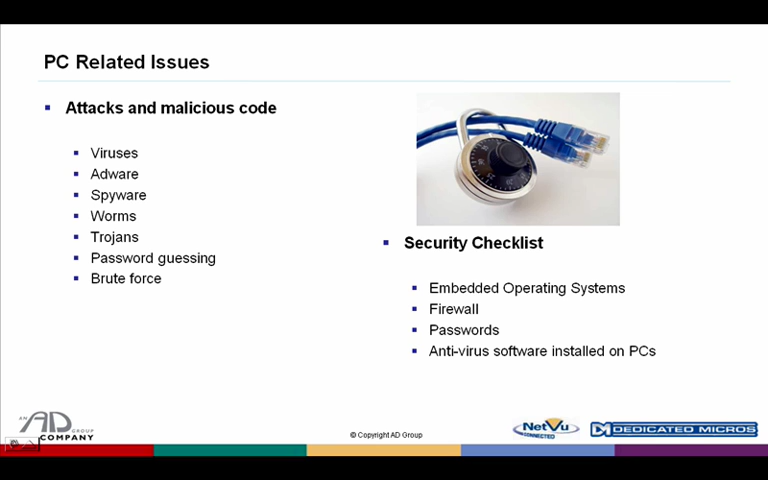 PC Related Issues
Attacks and malicious code
Viruses
Adware
Spyware
Worms
Trojans
Password guessing
Brute force
Security Checklist
Embedded Operating Systems
Firewall
Passwords
Anti-virus software installed on PCs
AN
AD
GROUP
COMPANY
© Copyright AD Group
NetVu
CONNECTED
DEDICATED MICROS